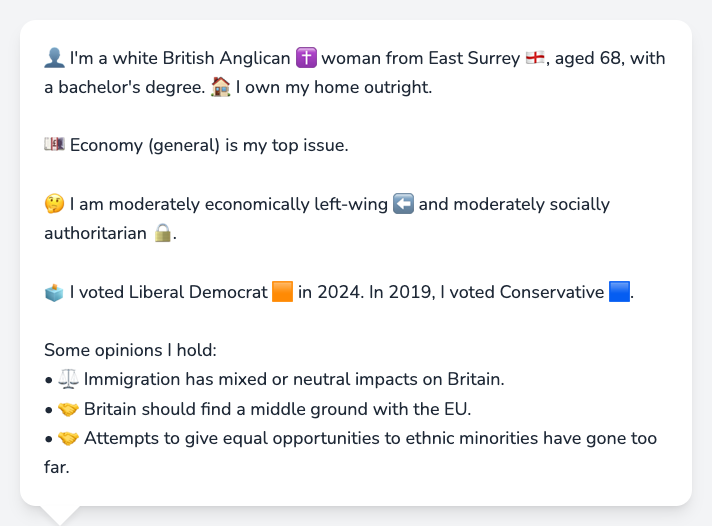 👤 I'm a white British Anglican ✝️ woman from East Surrey 🏴󠁧󠁢󠁥󠁮󠁧󠁿, aged 68, with
a bachelor's degree. 🏠 I own my home outright.
💷 Economy (general) is my top issue.
🤔 I am moderately economically left-wing ⬅️ and moderately socially
authoritarian 🔒.
🗳️ I voted Liberal Democrat 🟧 in 2024. In 2019, I voted Conservative 🟦.
Some opinions I hold:
• ⚖️ Immigration has mixed or neutral impacts on Britain.
• 🤝 Britain should find a middle ground with the EU.
• 🤝 Attempts to give equal opportunities to ethnic minorities have gone too
far.